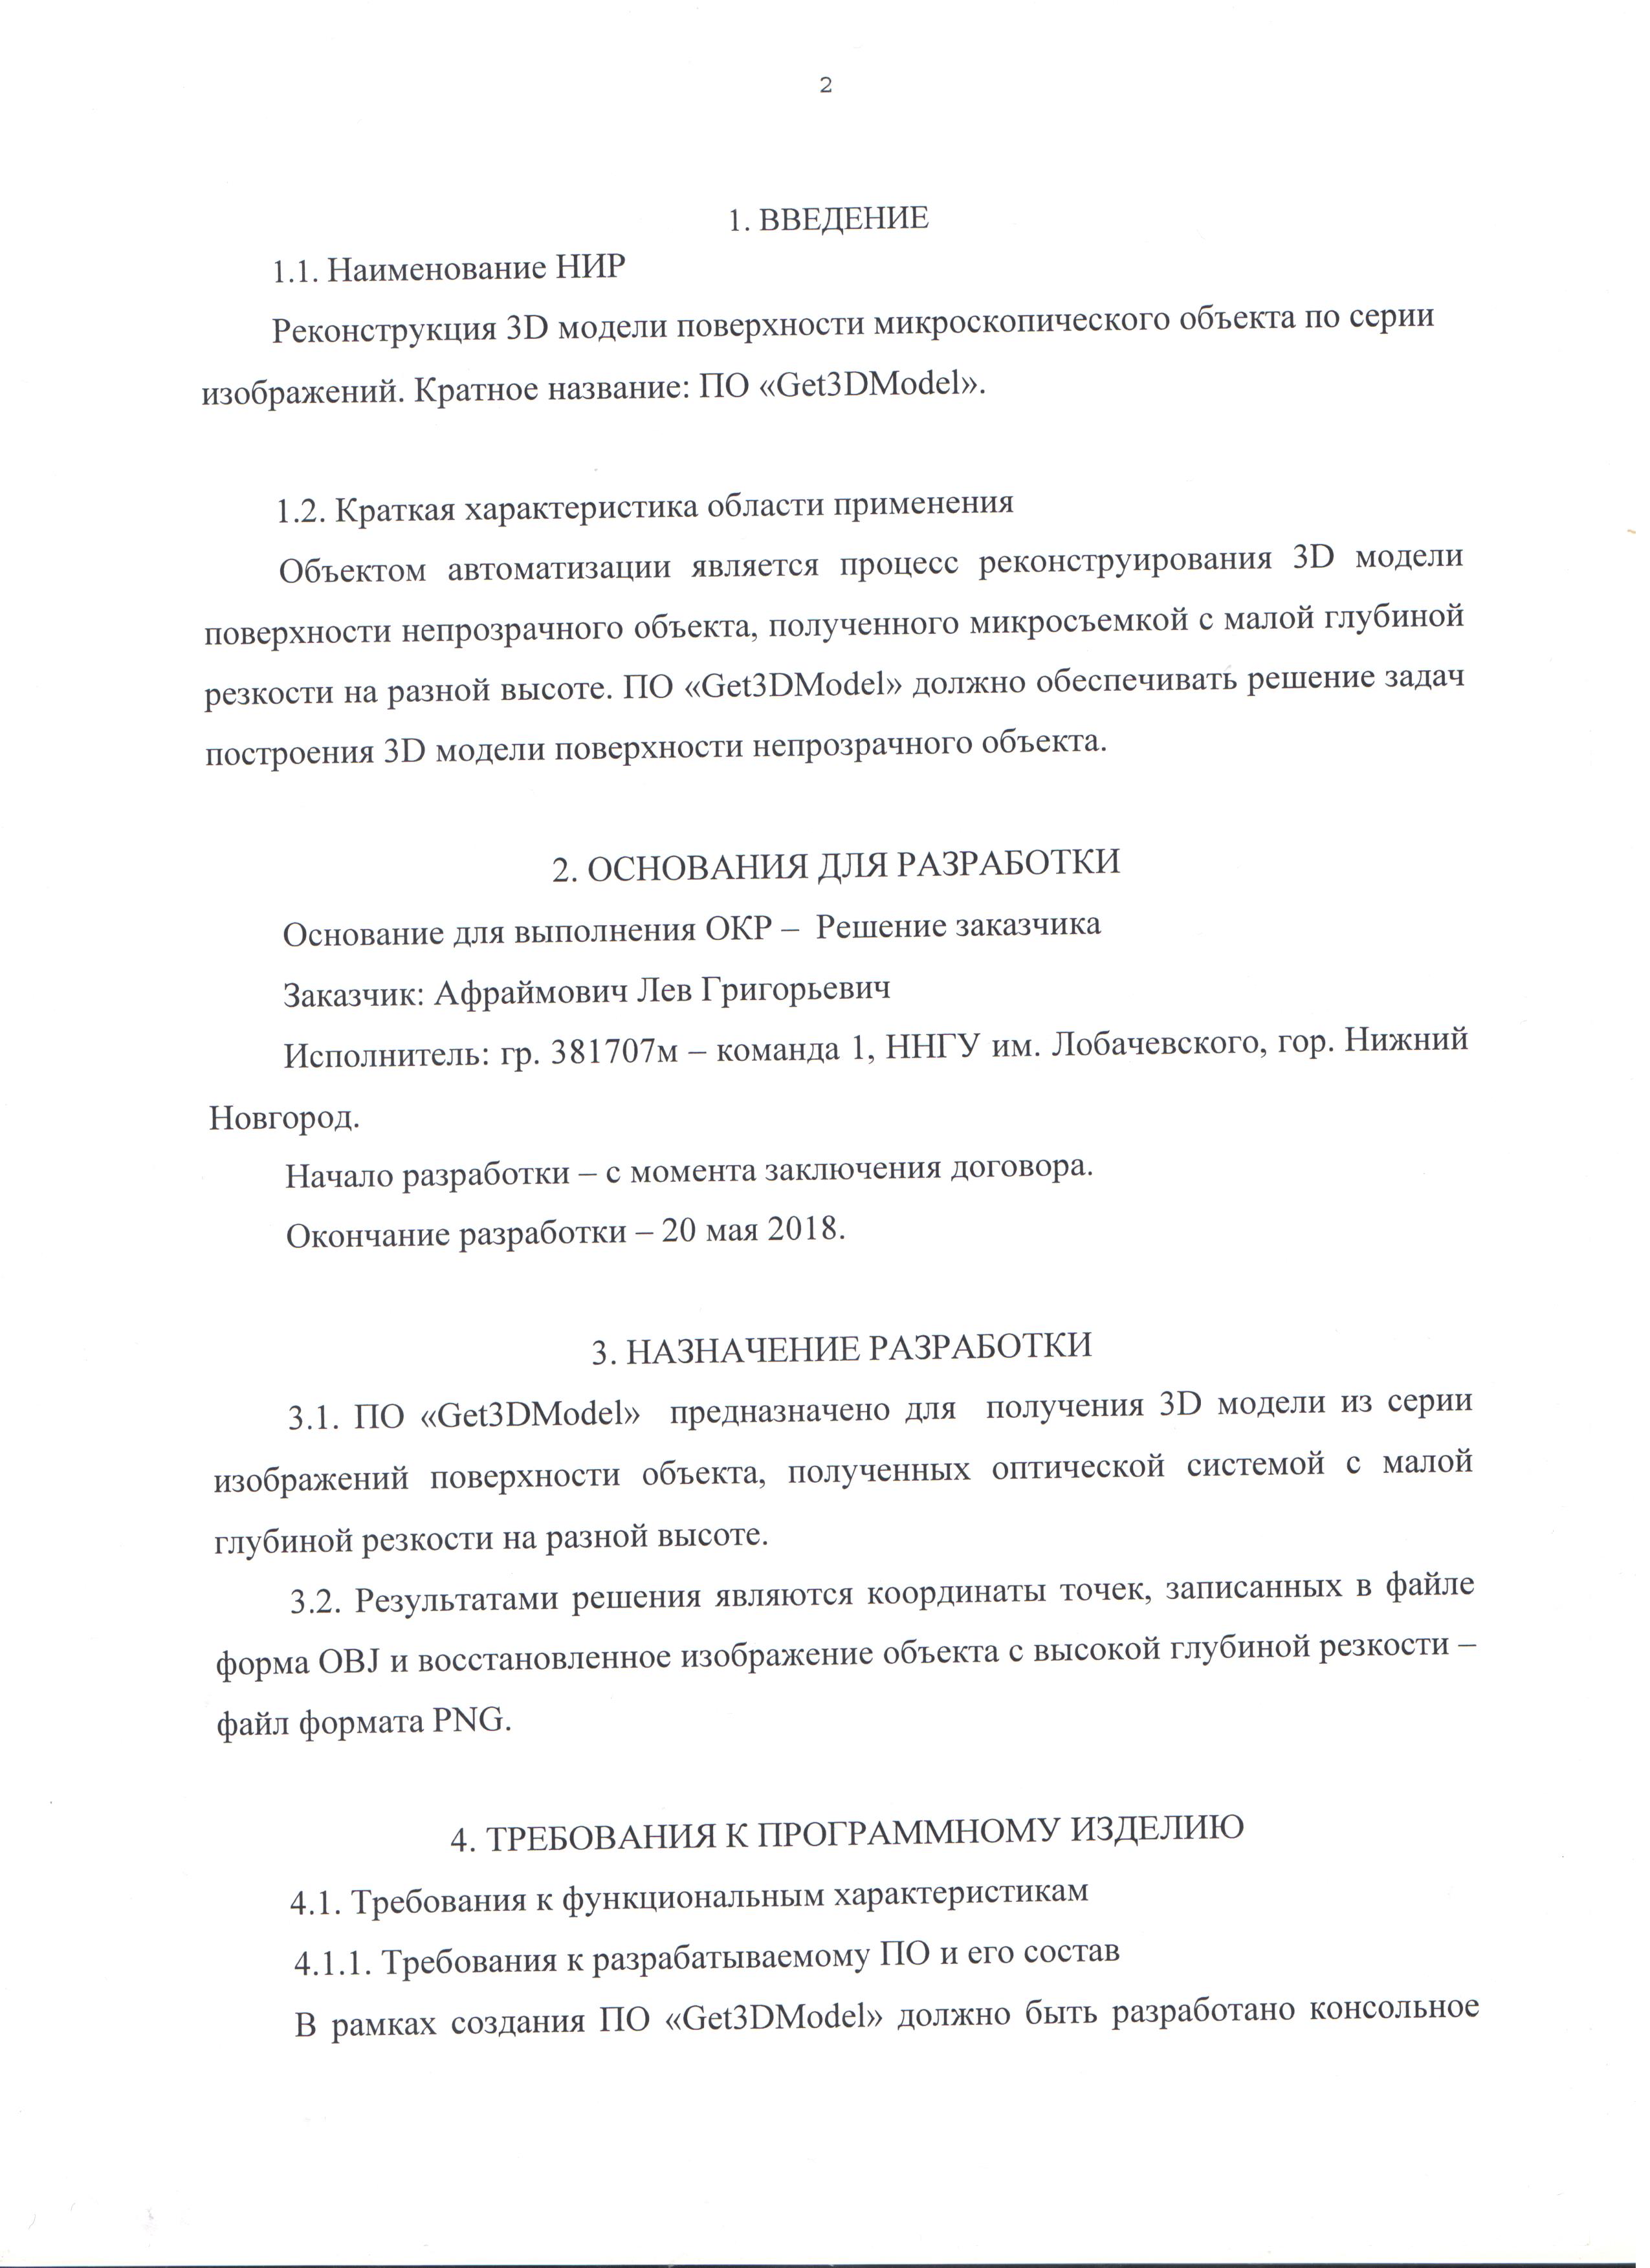 2
1. ВВЕДЕНИЕ
1.1. Наименование НИР
Реконструкция 3D модели поверхности микроскопического объекта по серии
изображений. Кратное название: ПО «Get3DModel».
1.2. Краткая характеристика области применения
Объектом автоматизации является процесс реконструирования 3D модели
поверхности непрозрачного объекта, полученного микросъемкой с малой глубиной
резкости на разной высоте. ПО «Get3DModel» должно обеспечивать решение задач
построения 3D модели поверхности непрозрачного объекта.
2. ОСНОВАНИЯ ДЛЯ РАЗРАБОТКИ
Основание для выполнения ОКР – Решение заказчика
Заказчик: Афраймович Лев Григорьевич
Исполнитель: гр. 381707м – команда 1, ННГУ им. Лобачевского, гор. Нижний
Новгород.
Начало разработки – с момента заключения договора.
Окончание разработки – 20 мая 2018.
3. НАЗНАЧЕНИЕ РАЗРАБОТКИ
3.1. ПО «Get3DModel» предназначено для получения 3D модели из серии
изображений поверхности объекта, полученных оптической системой с малой
глубиной резкости на разной высоте.
3.2. Результатами решения являются координаты точек, записанных в файле
форма OBJ и восстановленное изображение объекта с высокой глубиной резкости –
файл формата PNG.
4. ТРЕБОВАНИЯ К ПРОГРАММНОМУ ИЗДЕЛИЮ
4.1. Требования к функциональным характеристикам
4.1.1. Требования к разрабатываемому ПО и его состав
В рамках создания ПО «Get3DModel» должно быть разработано консольное